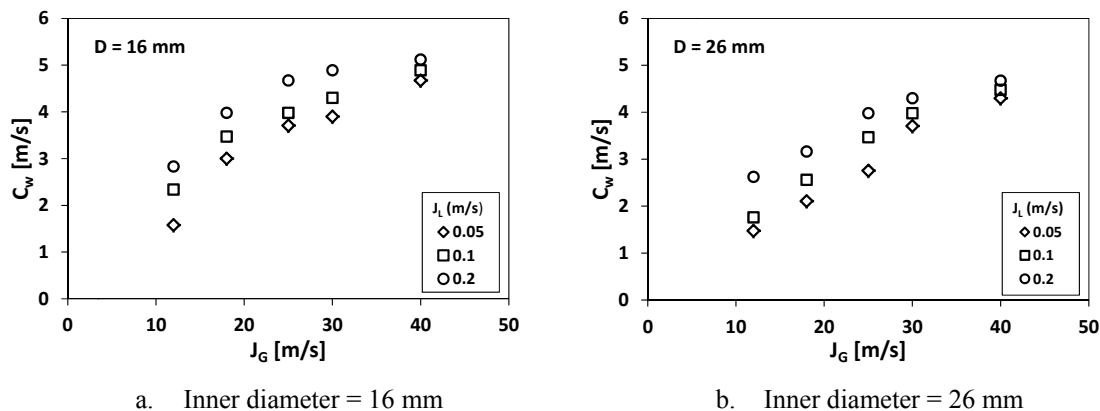 6
5
4
3
2
1
0
C_w [m/s]
D = 16 mm
J_L (m/s)
0.05
0.1
0.2
0 10 20 30 40 50
J_G [m/s]
a. Inner diameter = 16 mm
6
5
4
3
2
1
0
C_w [m/s]
D = 26 mm
J_L (m/s)
0.05
0.1
0.2
0 10 20 30 40 50
J_G [m/s]
b. Inner diameter = 26 mm